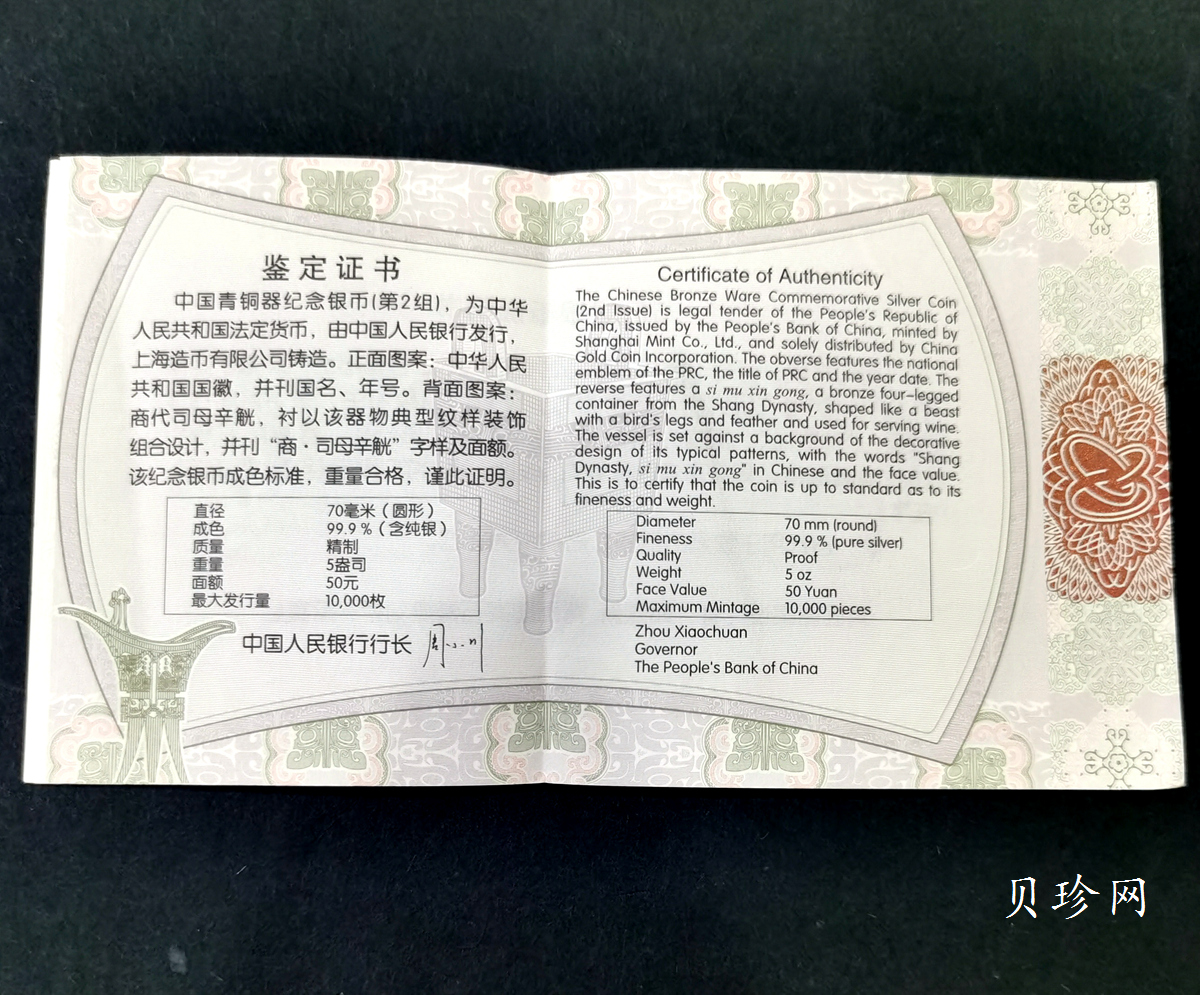 鉴定证书
中国青铜器纪念银币(第2组)，为中华
人民共和国法定货币，由中国人民银行发行，
上海造币有限公司铸造。正面图案：中华人民
共和国国徽，并刊国名、年号。背面图案：
商代司母辛觥，衬以该器物典型纹样装饰
组合设计，并刊“商·司母辛觥”字样及面额。
该纪念银币成色标准，重量合格，谨此证明。
直径 70毫米（圆形）
成色 99.9%（含纯银）
质量 精制
重量 5盎司
面额 50元
最大发行量 10,000枚
中国人民银行行长 周小川
Certificate of Authenticity
The Chinese Bronze Ware Commemorative Silver Coin
(2nd Issue) is legal tender of the People's Republic of
China, issued by the People's Bank of China, minted by
Shanghai Mint Co., Ltd., and solely distributed by China
Gold Coin Incorporation. The obverse features the national
emblem of the PRC, the title of PRC and the year date. The
reverse features a si mu xin gong, a bronze four-legged
container from the Shang Dynasty, shaped like a beast
with a bird's legs and feather and used for serving wine.
The vessel is set against a background of the decorative
design of its typical patterns, with the words "Shang
Dynasty, si mu xin gong" in Chinese and the face value.
This is to certify that the coin is up to standard as to its
fineness and weight.
Diameter 70 mm (round)
Fineness 99.9 % (pure silver)
Quality Proof
Weight 5 oz
Face Value 50 Yuan
Maximum Mintage 10,000 pieces
Zhou Xiaochuan
Governor
The People's Bank of China
贝珍网